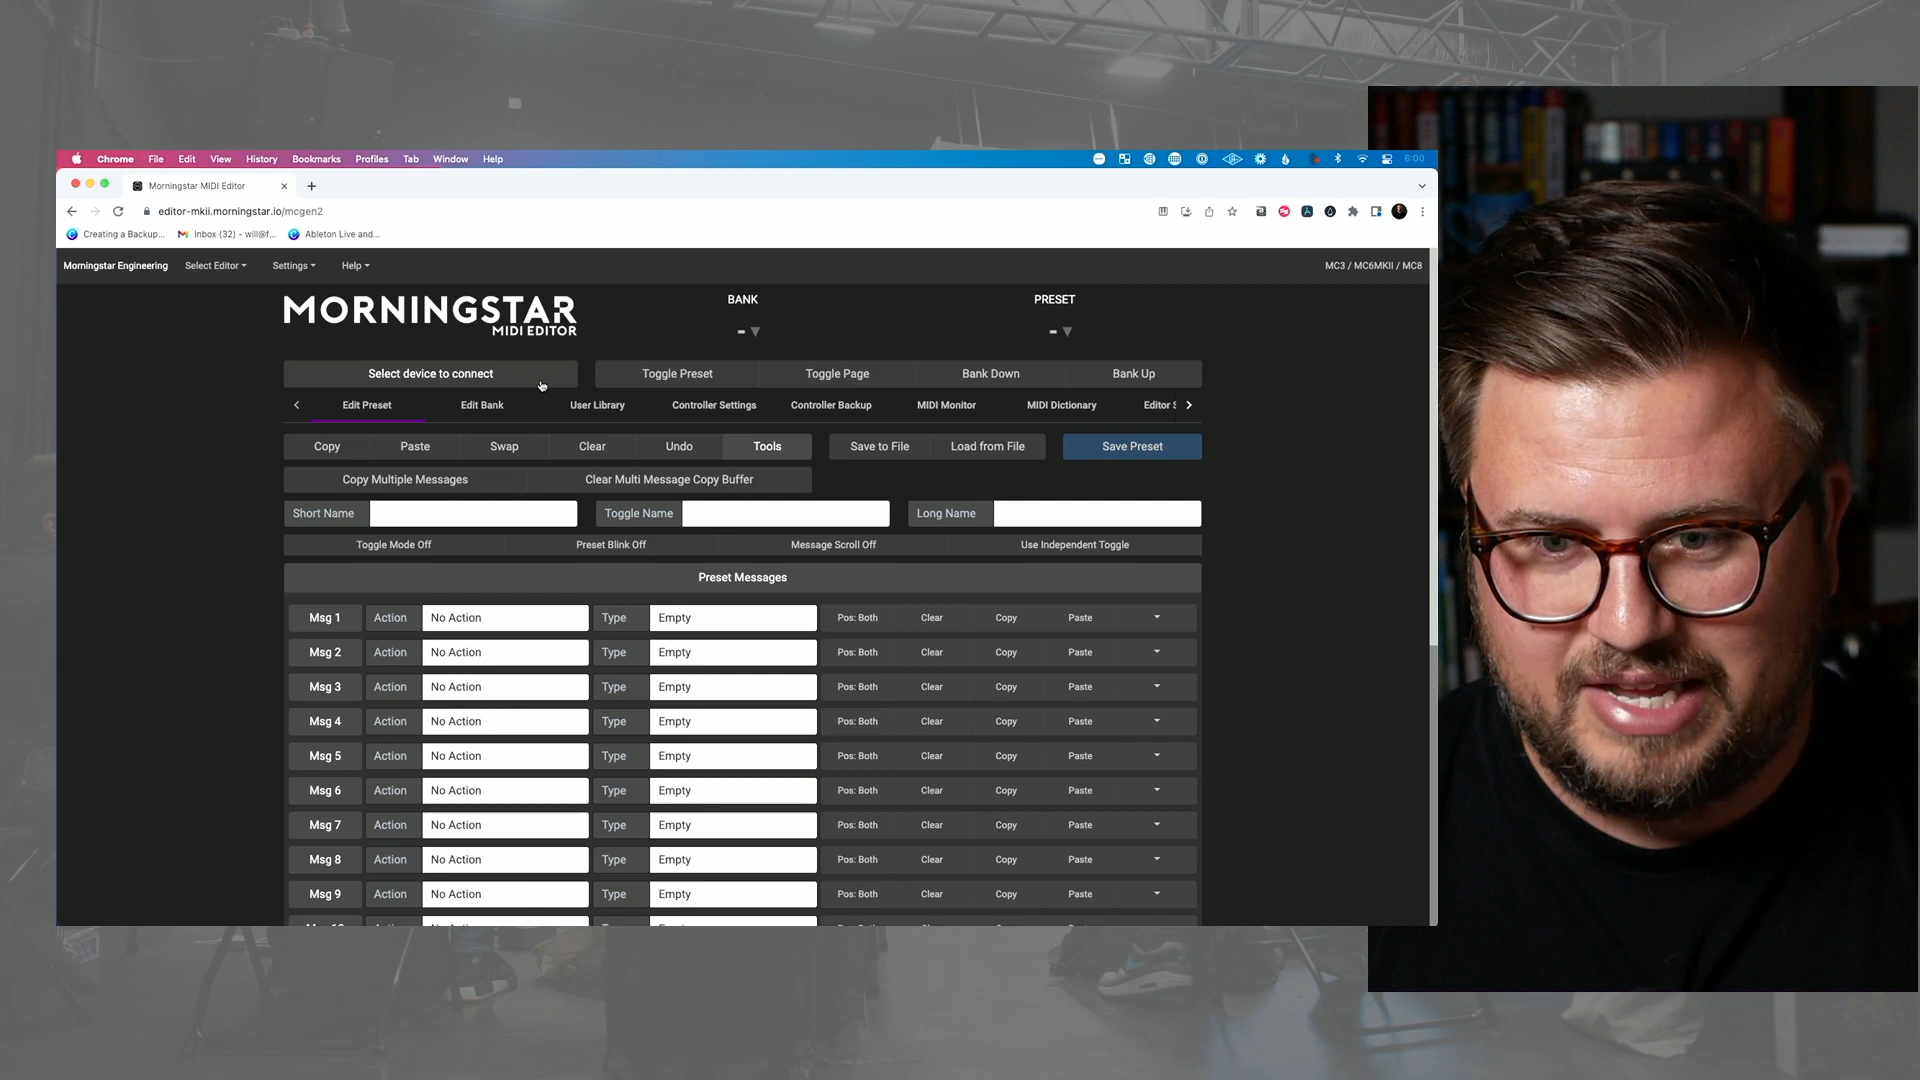 Chrome File Edit View History Bookmarks Profiles Tab Window Help 6:00
Morningstar MIDI Editor
editor-mkii.morningstar.io/mcgen2
Creating a Backup... Inbox (32) - will@f... Ableton Live and...
Morningstar Engineering Select Editor Settings Help MC3 / MC6MKII / MC8
MORNINGSTAR
MIDI EDITOR
BANK PRESET
- -
Select device to connect Toggle Preset Toggle Page Bank Down Bank Up
Edit Preset Edit Bank User Library Controller Settings Controller Backup MIDI Monitor MIDI Dictionary Editor
Copy Paste Swap Clear Undo Tools Save to File Load from File Save Preset
Copy Multiple Messages Clear Multi Message Copy Buffer
Short Name Toggle Name Long Name
Toggle Mode Off Preset Blink Off Message Scroll Off Use Independent Toggle
Preset Messages
Msg 1 Action No Action Type Empty Pos: Both Clear Copy Paste
Msg 2 Action No Action Type Empty Pos: Both Clear Copy Paste
Msg 3 Action No Action Type Empty Pos: Both Clear Copy Paste
Msg 4 Action No Action Type Empty Pos: Both Clear Copy Paste
Msg 5 Action No Action Type Empty Pos: Both Clear Copy Paste
Msg 6 Action No Action Type Empty Pos: Both Clear Copy Paste
Msg 7 Action No Action Type Empty Pos: Both Clear Copy Paste
Msg 8 Action No Action Type Empty Pos: Both Clear Copy Paste
Msg 9 Action No Action Type Empty Pos: Both Clear Copy Paste